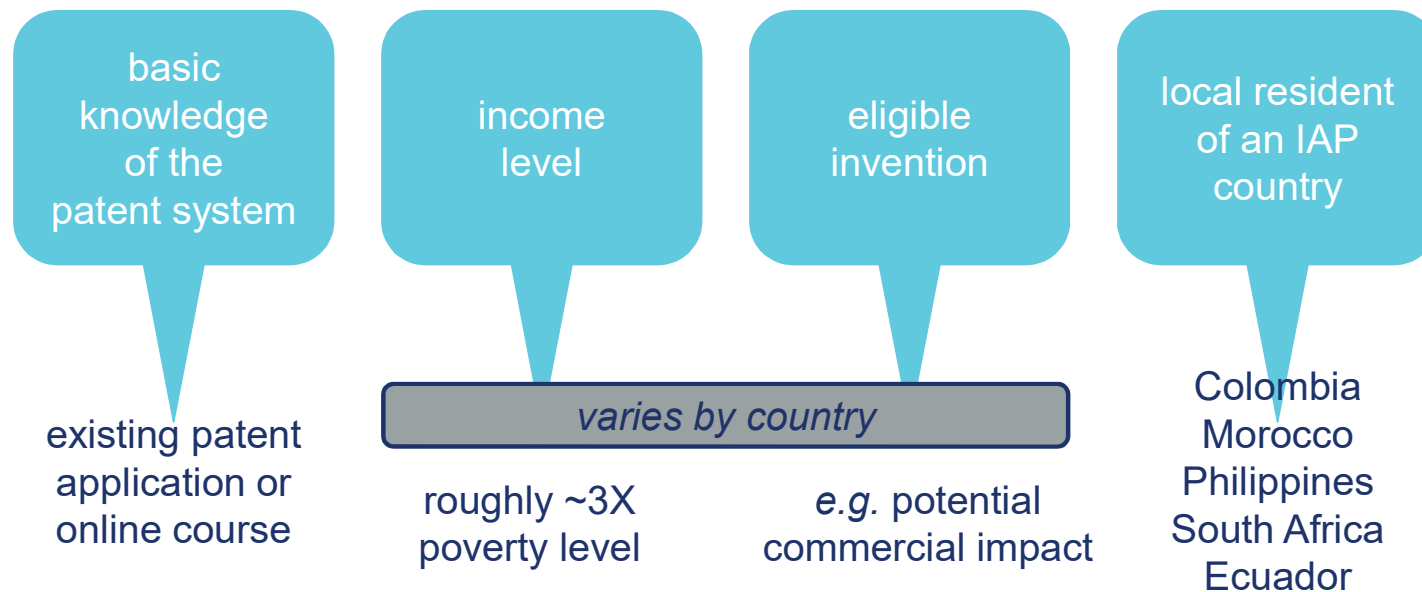 basic
knowledge
of the
patent system
income
level
eligible
invention
local resident
of an IAP
country
varies by country
existing patent
application or
online course
roughly ~3X
poverty level
e.g. potential
commercial impact
Colombia
Morocco
Philippines
South Africa
Ecuador